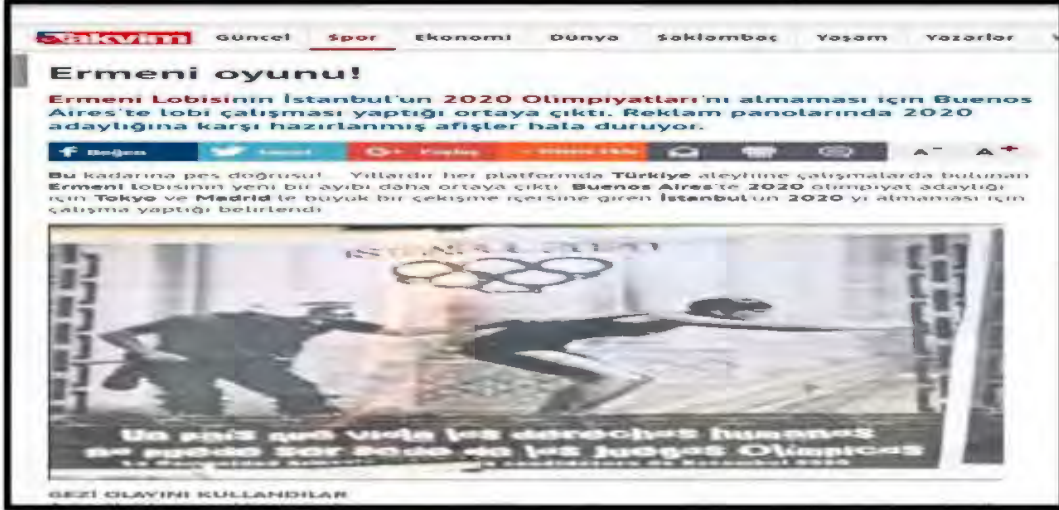 Takvim Güncel Spor Ekonomi Dünya Saklambaç Yaşam Yazarlar
Ermeni oyunu!
Ermeni Lobisinin İstanbul'un 2020 Olimpiyatları'nı almaması için Buenos
Aires'te lobi çalışması yaptığı ortaya çıktı. Reklam panolarında 2020
adaylığına karşı hazırlanmış afişler hala duruyor.
Beğen
A- A+
Bu kadarına pes doğrusu! Yıllardır her platformda Türkiye aleyhine çalışmalarda bulunan
Ermeni lobisinin yeni bir ayıbı daha ortaya çıktı. Buenos Aires'te 2020 olimpiyat adaylığı
için Tokyo ve Madrid'le büyük bir çekişme içersine giren İstanbul'un 2020'yi almaması için
çalışma yaptığı belirlendi.
Un país que viola los derechos humanos
no puede ser sede de los Juegos Olímpicos
GEZİ OLAYINI KULLANDILAR